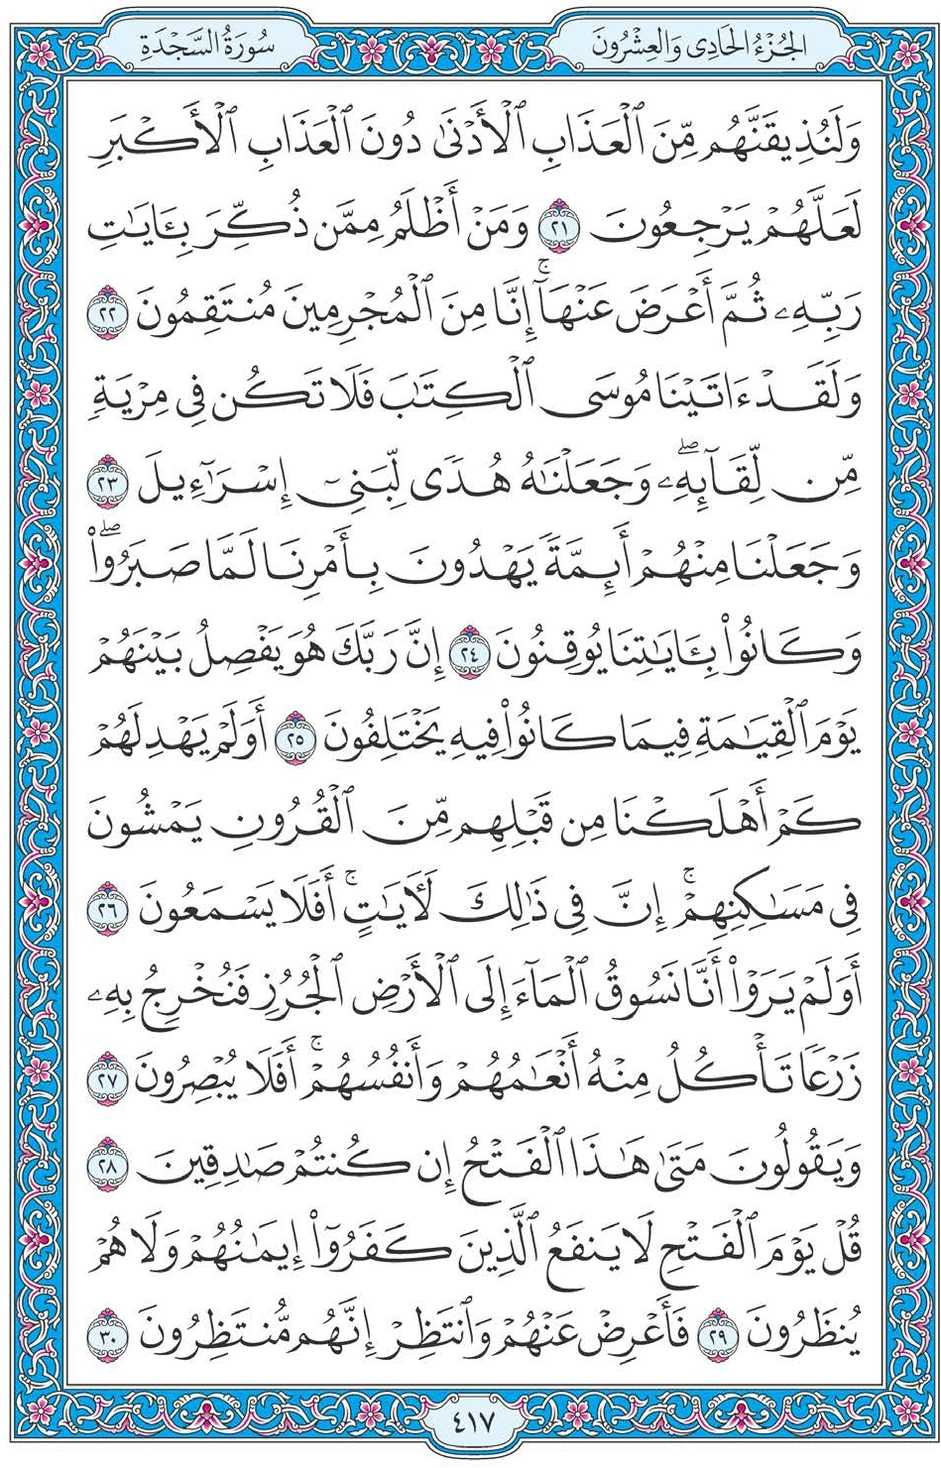 الجُزْءُ الحَادِي وَالعِشْرُونَ
سُورَةُ السَّجْدَةِ
وَلَنُذِيقَنَّهُم مِّنَ ٱلۡعَذَابِ ٱلۡأَدۡنَىٰ دُونَ ٱلۡعَذَابِ ٱلۡأَكۡبَرِ
لَعَلَّهُمۡ يَرۡجِعُونَ ٢١ وَمَنۡ أَظۡلَمُ مِمَّن ذُكِّرَ بِـَٔايَٰتِ
رَبِّهِۦ ثُمَّ أَعۡرَضَ عَنۡهَآۚ إِنَّا مِنَ ٱلۡمُجۡرِمِينَ مُنتَقِمُونَ ٢٢
وَلَقَدۡ ءَاتَيۡنَا مُوسَى ٱلۡكِتَٰبَ فَلَا تَكُن فِي مِرۡيَةٖ
مِّن لِّقَآئِهِۦۖ وَجَعَلۡنَٰهُ هُدٗى لِّبَنِيٓ إِسۡرَٰٓءِيلَ ٢٣
وَجَعَلۡنَا مِنۡهُمۡ أَئِمَّةٗ يَهۡدُونَ بِأَمۡرِنَا لَمَّا صَبَرُواْۖ
وَكَانُواْ بِـَٔايَٰتِنَا يُوقِنُونَ ٢٤ إِنَّ رَبَّكَ هُوَ يَفۡصِلُ بَيۡنَهُمۡ
يَوۡمَ ٱلۡقِيَٰمَةِ فِيمَا كَانُواْ فِيهِ يَخۡتَلِفُونَ ٢٥ أَوَلَمۡ يَهۡدِ لَهُمۡ
كَمۡ أَهۡلَكۡنَا مِن قَبۡلِهِم مِّنَ ٱلۡقُرُونِ يَمۡشُونَ
فِي مَسَٰكِنِهِمۡۚ إِنَّ فِي ذَٰلِكَ لَأٓيَٰتٍۚ أَفَلَا يَسۡمَعُونَ ٢٦
أَوَلَمۡ يَرَوۡاْ أَنَّا نَسُوقُ ٱلۡمَآءَ إِلَى ٱلۡأَرۡضِ ٱلۡجُرُزِ فَنُخۡرِجُ بِهِۦ
زَرۡعٗا تَأۡكُلُ مِنۡهُ أَنۡعَٰمُهُمۡ وَأَنفُسُهُمۡۚ أَفَلَا يُبۡصِرُونَ ٢٧
وَيَقُولُونَ مَتَىٰ هَٰذَا ٱلۡفَتۡحُ إِن كُنتُمۡ صَٰدِقِينَ ٢٨
قُلۡ يَوۡمَ ٱلۡفَتۡحِ لَا يَنفَعُ ٱلَّذِينَ كَفَرُوٓاْ إِيمَٰنُهُمۡ وَلَا هُمۡ
يُنظَرُونَ ٢٩ فَأَعۡرِضۡ عَنۡهُمۡ وَٱنتَظِرۡ إِنَّهُم مُّنتَظِرُونَ ٣٠
٤١٧